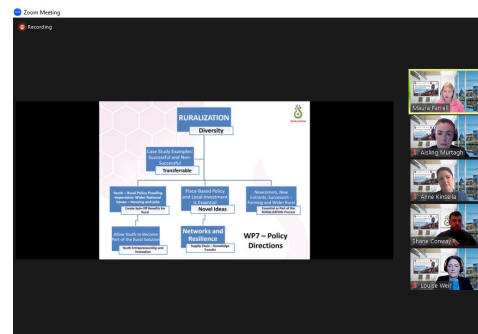 Zoom Meeting
Recording
RURALIZATION
Diversity
RURALIZATION
Case Study Examples:
Successful and Non-
Successful
Transferrable
Youth – Rural Policy Proofing
Imperative: Wider National
Issues – Housing and jobs
Create Spin-Off Benefits for
Rural
Place-Based Policy
and Local Investment
is Essential
Novel Ideas
Newcomers, New
Entrants, Successors –
Farming and Wider Rural
Essential as Part of the
RURALIZATION Process
Allow Youth to Become
Part of the Rural Solution
Youth Entrepreneurship and
Innovation
Networks and
Resilience
Supply Chain - Knowledge
Transfer
WP7 – Policy
Directions
Maura Farrell
Aisling Murtagh
Anne Kinsella
Shane Conway
Louise Weir